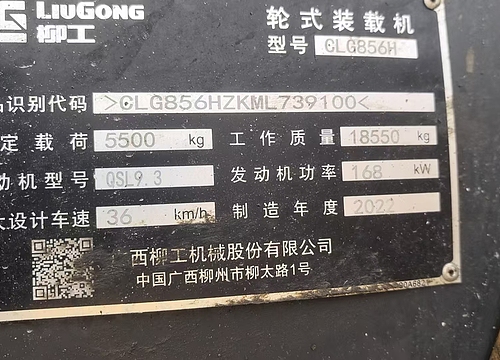 LIUGONG 轮式装载机
柳工 型号 CLG856H
识别代码 >CLG856HZKML739100<
定载荷 5500 kg 工作质量 18550 kg
动机型号 QSL9.3 发动机功率 168 kW
大设计车速 36 km/h 制造年度 2022
西柳工机械股份有限公司
中国广西柳州市柳太路1号